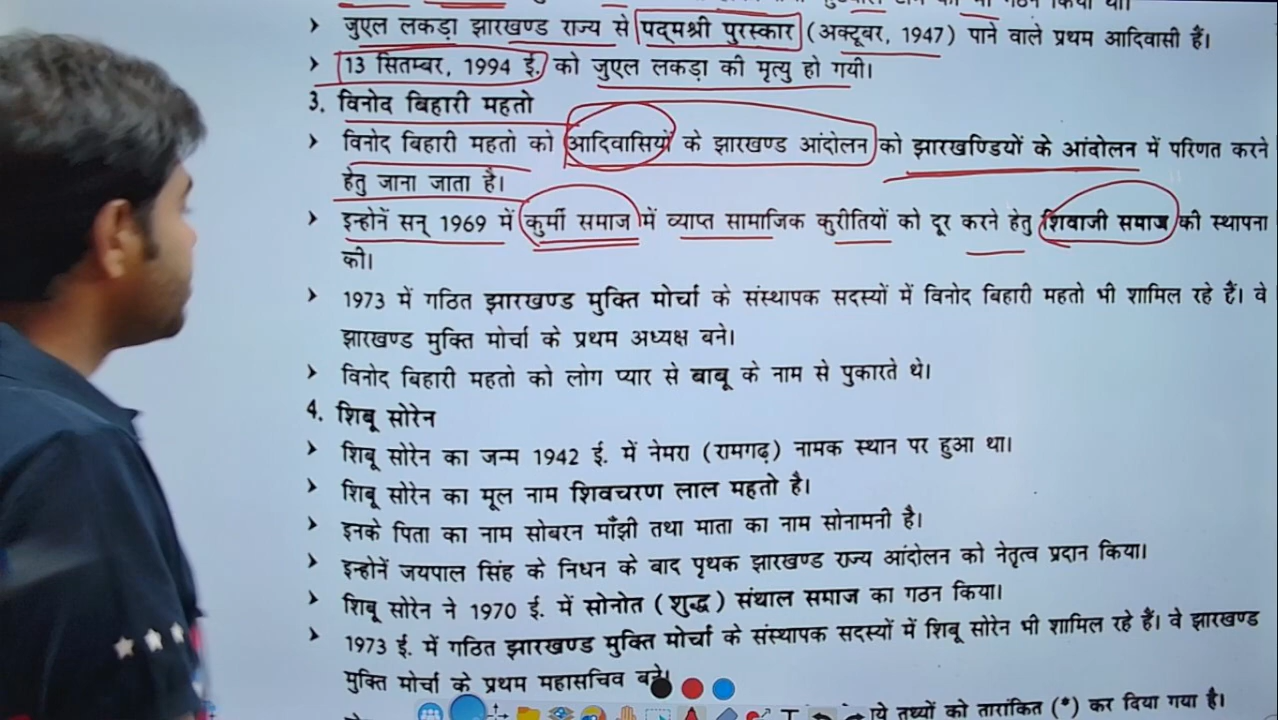 गठन किया था।
➤ जुएल लकड़ा झारखण्ड राज्य से पद्मश्री पुरस्कार (अक्टूबर, 1947) पाने वाले प्रथम आदिवासी हैं।
➤ 13 सितम्बर, 1994 ई. को जुएल लकड़ा की मृत्यु हो गयी।
3. विनोद बिहारी महतो
➤ विनोद बिहारी महतो को आदिवासियों के झारखण्ड आंदोलन को झारखण्डियों के आंदोलन में परिणत करने
हेतु जाना जाता है।
➤ इन्होनें सन् 1969 में कुर्मी समाज में व्याप्त सामाजिक कुरीतियों को दूर करने हेतु शिवाजी समाज की स्थापना
की।
➤ 1973 में गठित झारखण्ड मुक्ति मोर्चा के संस्थापक सदस्यों में विनोद बिहारी महतो भी शामिल रहे हैं। वे
झारखण्ड मुक्ति मोर्चा के प्रथम अध्यक्ष बने।
➤ विनोद बिहारी महतो को लोग प्यार से बाबू के नाम से पुकारते थे।
4. शिबू सोरेन
➤ शिबू सोरेन का जन्म 1942 ई. में नेमरा (रामगढ़) नामक स्थान पर हुआ था।
➤ शिबू सोरेन का मूल नाम शिवचरण लाल महतो है।
➤ इनके पिता का नाम सोबरन माँझी तथा माता का नाम सोनामनी है।
➤ इन्होनें जयपाल सिंह के निधन के बाद पृथक झारखण्ड राज्य आंदोलन को नेतृत्व प्रदान किया।
➤ शिबू सोरेन ने 1970 ई. में सोनोत (शुद्ध) संथाल समाज का गठन किया।
➤ 1973 ई. में गठित झारखण्ड मुक्ति मोर्चा के संस्थापक सदस्यों में शिबू सोरेन भी शामिल रहे हैं। वे झारखण्ड
मुक्ति मोर्चा के प्रथम महासचिव बने।
तथ्यों को तारांकित (*) कर दिया गया है।